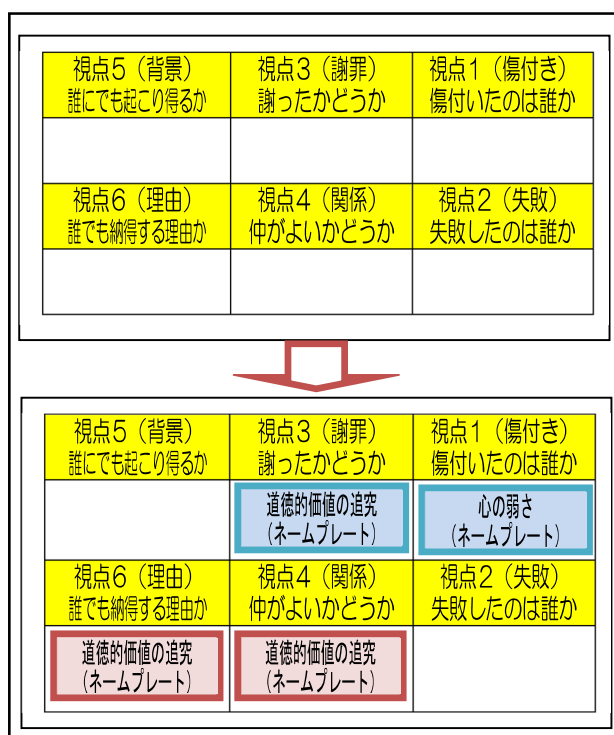 視点5（背景）
誰にでも起こり得るか
視点3（謝罪）
謝ったかどうか
視点1（傷付き）
傷付いたのは誰か
視点6（理由）
誰でも納得する理由か
視点4（関係）
仲がよいかどうか
視点2（失敗）
失敗したのは誰か
視点5（背景）
誰にでも起こり得るか
視点3（謝罪）
謝ったかどうか
視点1（傷付き）
傷付いたのは誰か
道徳的価値の追究
(ネームプレート)
心の弱さ
(ネームプレート)
視点6（理由）
誰でも納得する理由か
視点4（関係）
仲がよいかどうか
視点2（失敗）
失敗したのは誰か
道徳的価値の追究
(ネームプレート)
道徳的価値の追究
(ネームプレート)